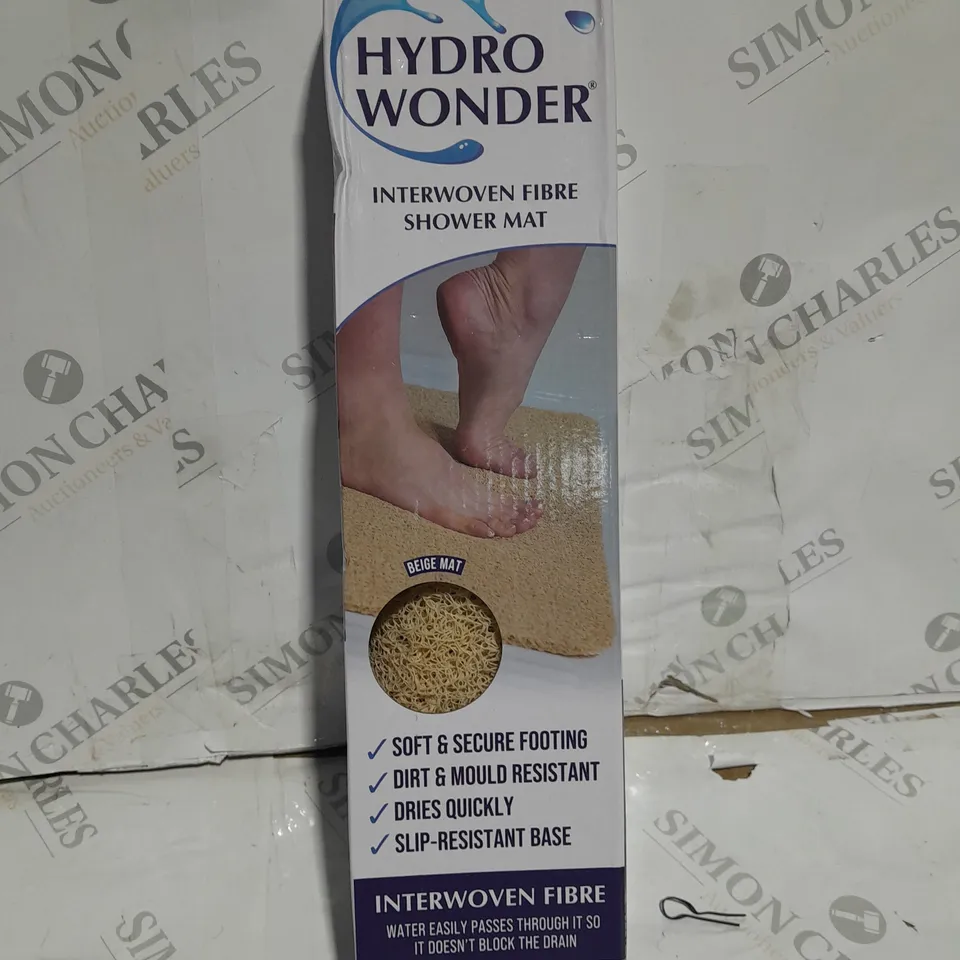 HYDRO
WONDER®
INTERWOVEN FIBRE
SHOWER MAT
BEIGE MAT
✓ SOFT & SECURE FOOTING
✓ DIRT & MOULD RESISTANT
✓ DRIES QUICKLY
✓ SLIP-RESISTANT BASE
INTERWOVEN FIBRE
WATER EASILY PASSES THROUGH IT SO
IT DOESN'T BLOCK THE DRAIN
SIMON CHARLES
Auctioneers & Valuers